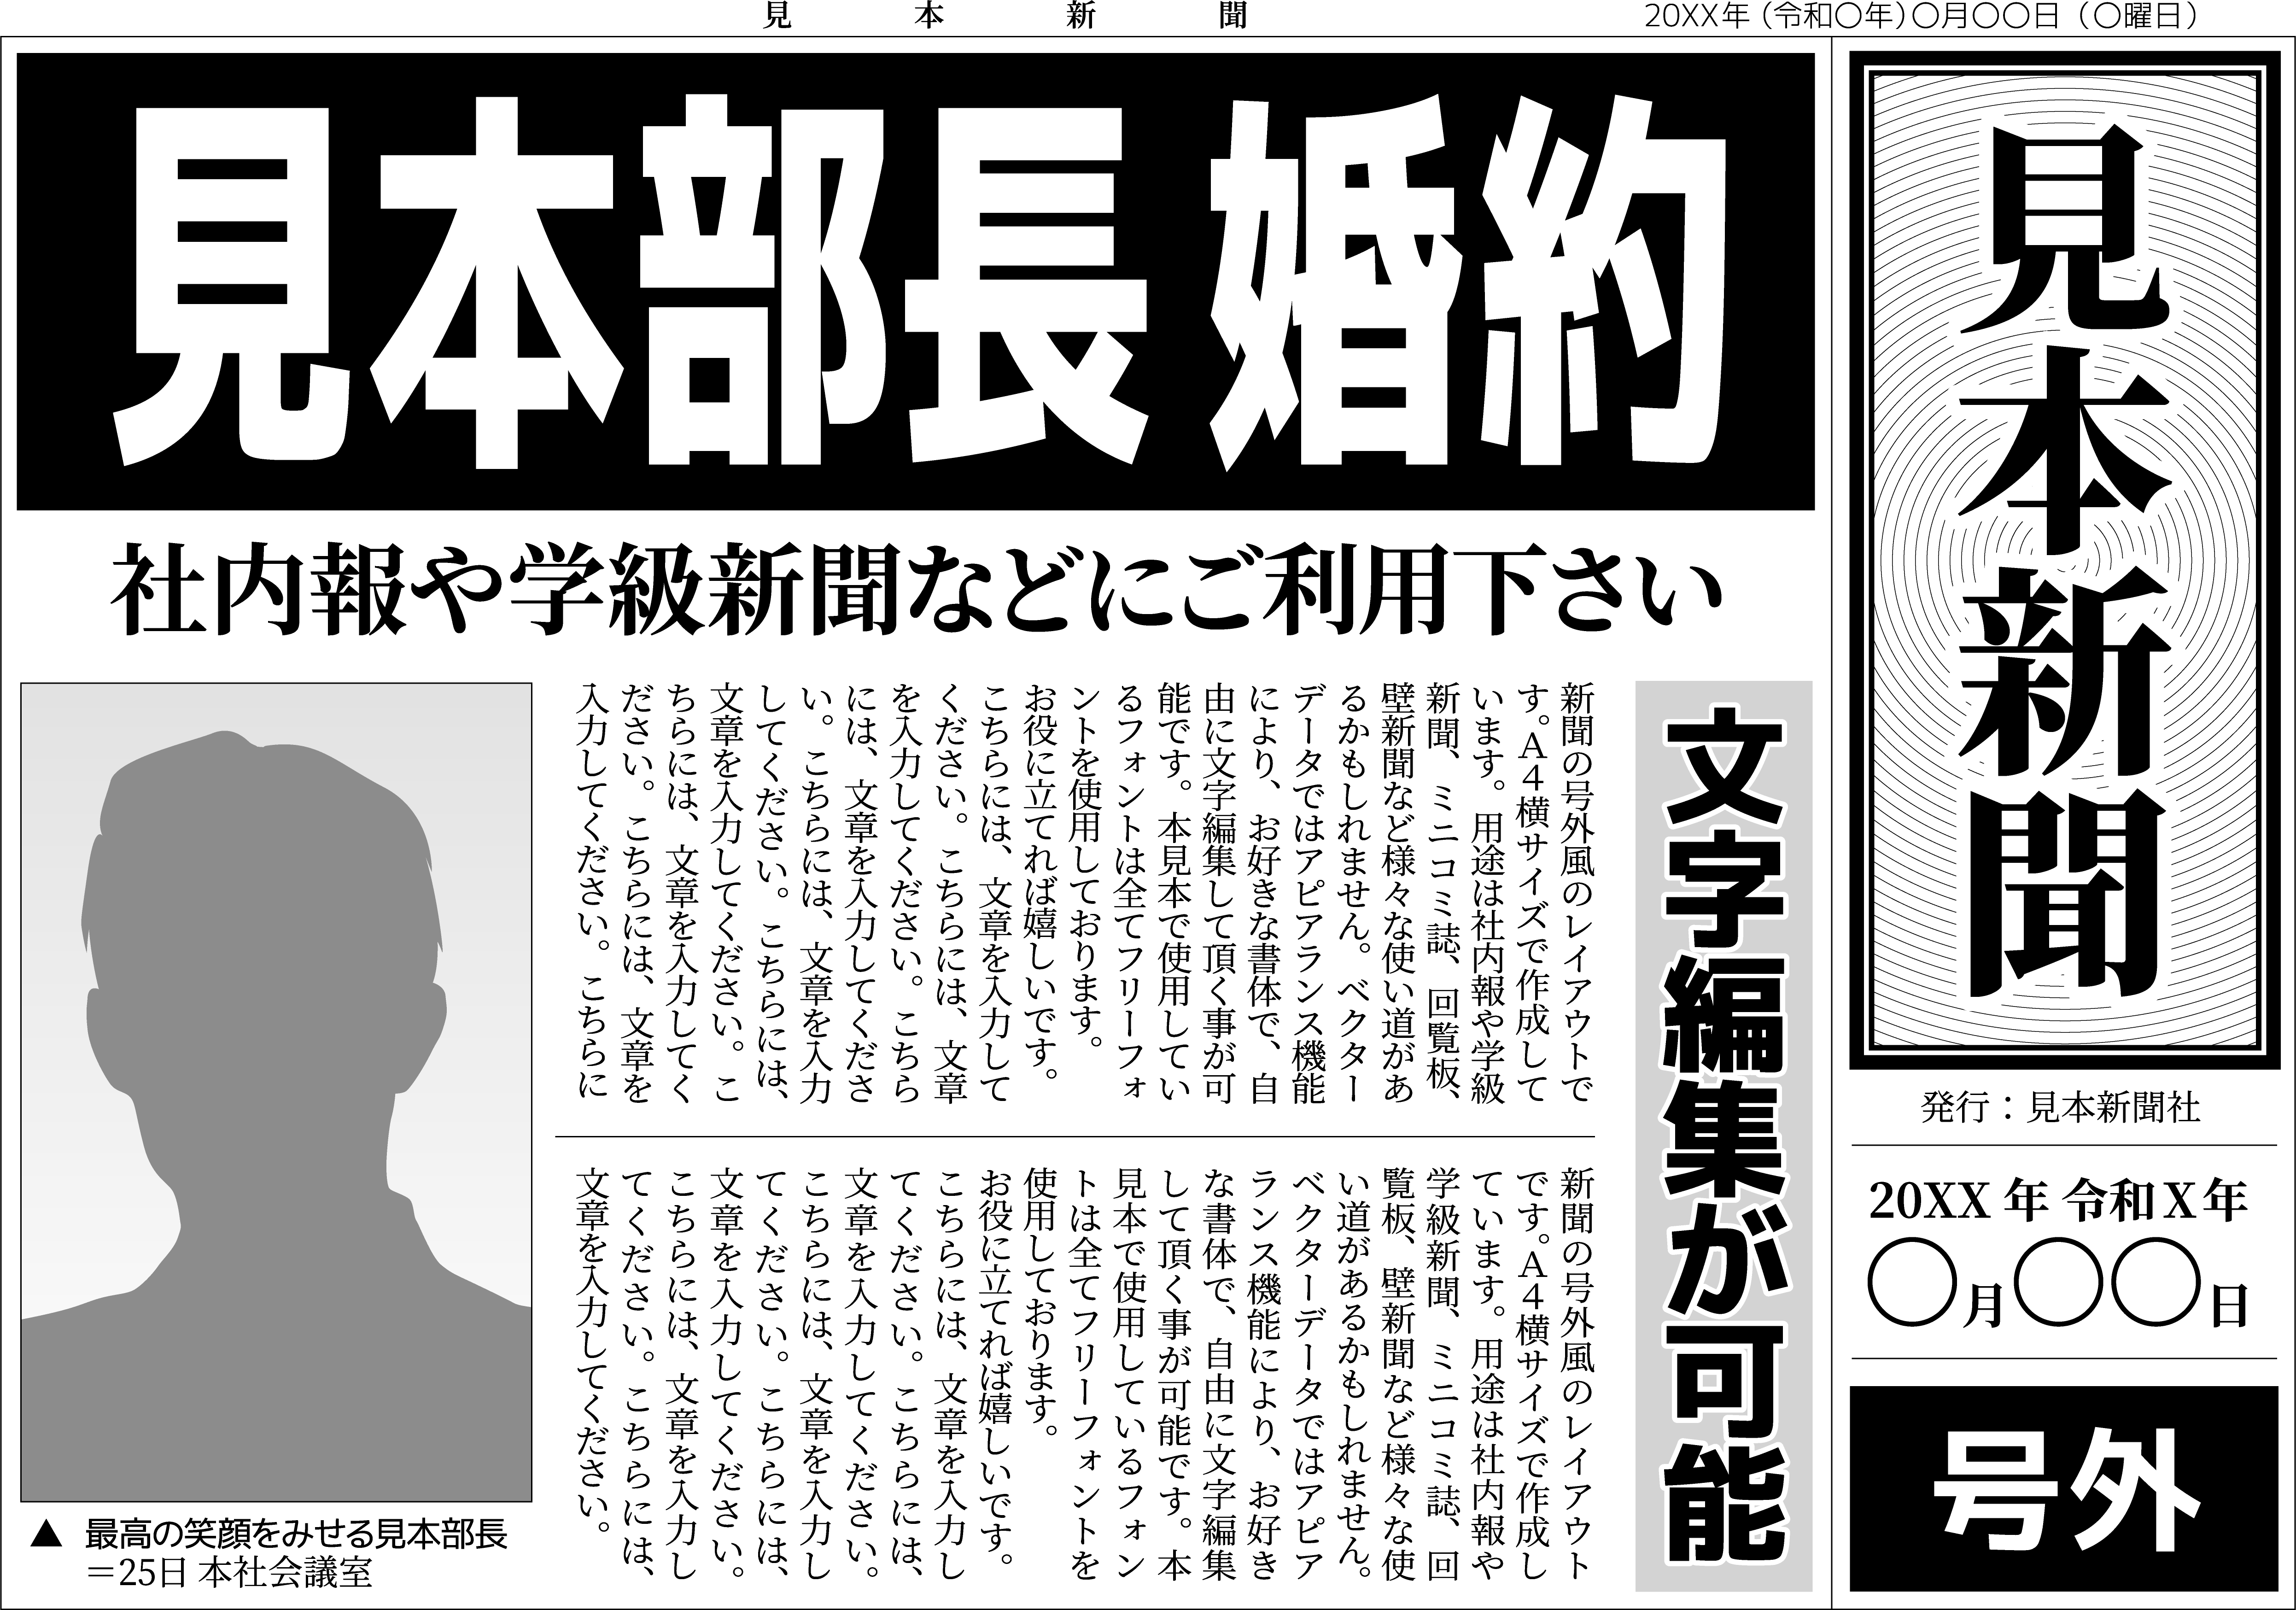 見本新聞
20XX年（令和〇年）〇月〇〇日（〇曜日）
見本新聞
発行：見本新聞社
20XX 年 令和X年
〇月〇〇日
号外
見本部長 婚約
社内報や学級新聞などにご利用下さい
文字編集が可能
新聞の号外風のレイアウトで
す。A4横サイズで作成して
います。用途は社内報や学級
新聞、ミニコミ誌、回覧板、
壁新聞など様々な使い道があ
るかもしれません。ベクター
データではアピアランス機能
により、お好きな書体で、自
由に文字編集して頂く事が可
能です。本見本で使用してい
るフォントは全てフリーフォ
ントを使用しております。
お役に立てれば嬉しいです。
こちらには、文章を入力して
ください。こちらには、文章
を入力してください。こちら
には、文章を入力してくださ
い。こちらには、文章を入力
してください。こちらには、
文章を入力してください。こ
ちらには、文章を入力してく
ださい。こちらには、文章を
入力してください。こちらに
新聞の号外風のレイアウト
です。A4横サイズで作成し
ています。用途は社内報や
学級新聞、ミニコミ誌、回
覧板、壁新聞など様々な使
い道があるかもしれません。
ベクターデータではアピア
ランス機能により、お好き
な書体で、自由に文字編集
して頂く事が可能です。本
見本で使用しているフォン
トは全てフリーフォントを
使用しております。
お役に立てれば嬉しいです。
こちらには、文章を入力し
てください。こちらには、
文章を入力してください。
こちらには、文章を入力し
てください。こちらには、
文章を入力してください。
こちらには、文章を入力し
てください。こちらには、
文章を入力してください。
▲ 最高の笑顔をみせる見本部長
＝25日 本社会議室